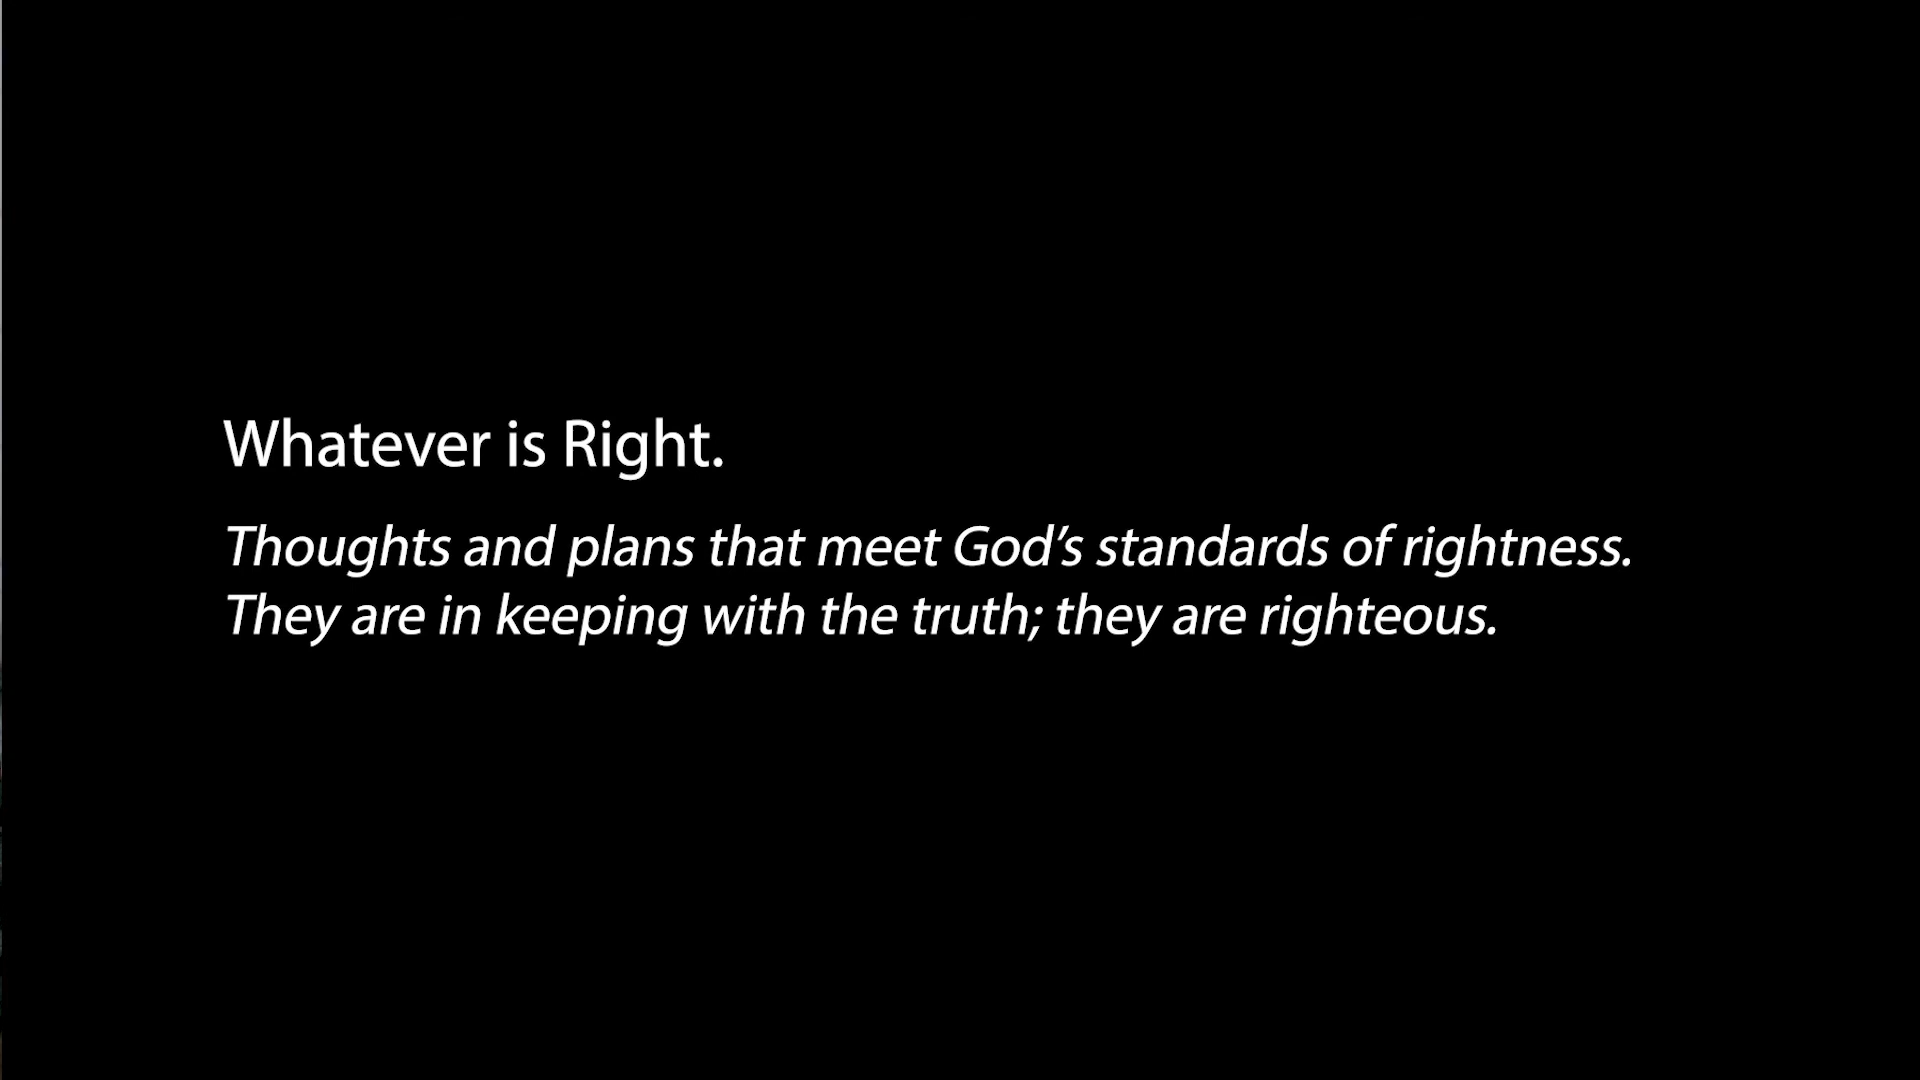 Whatever is Right.
Thoughts and plans that meet God’s standards of rightness.
They are in keeping with the truth; they are righteous.